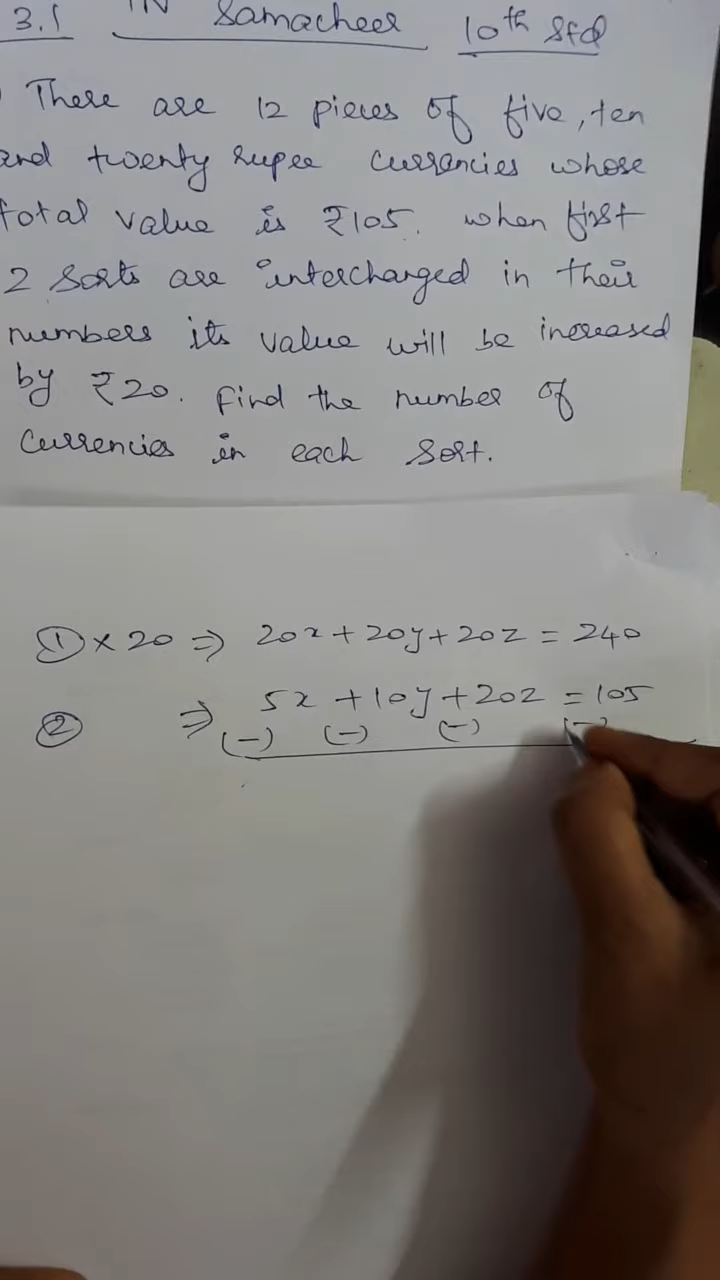 3.1 IN Samacheer 10th Std
There are 12 pieces of five, ten
and twenty rupee currencies whose
total value is ₹105. when first
2 sorts are interchanged in their
numbers its value will be increased
by ₹20. Find the number of
currencies in each sort.
① × 20 ⇒ 20x + 20y + 20z = 240
② ⇒ 5x + 10y + 20z = 105
(-) (-) (-) (-)